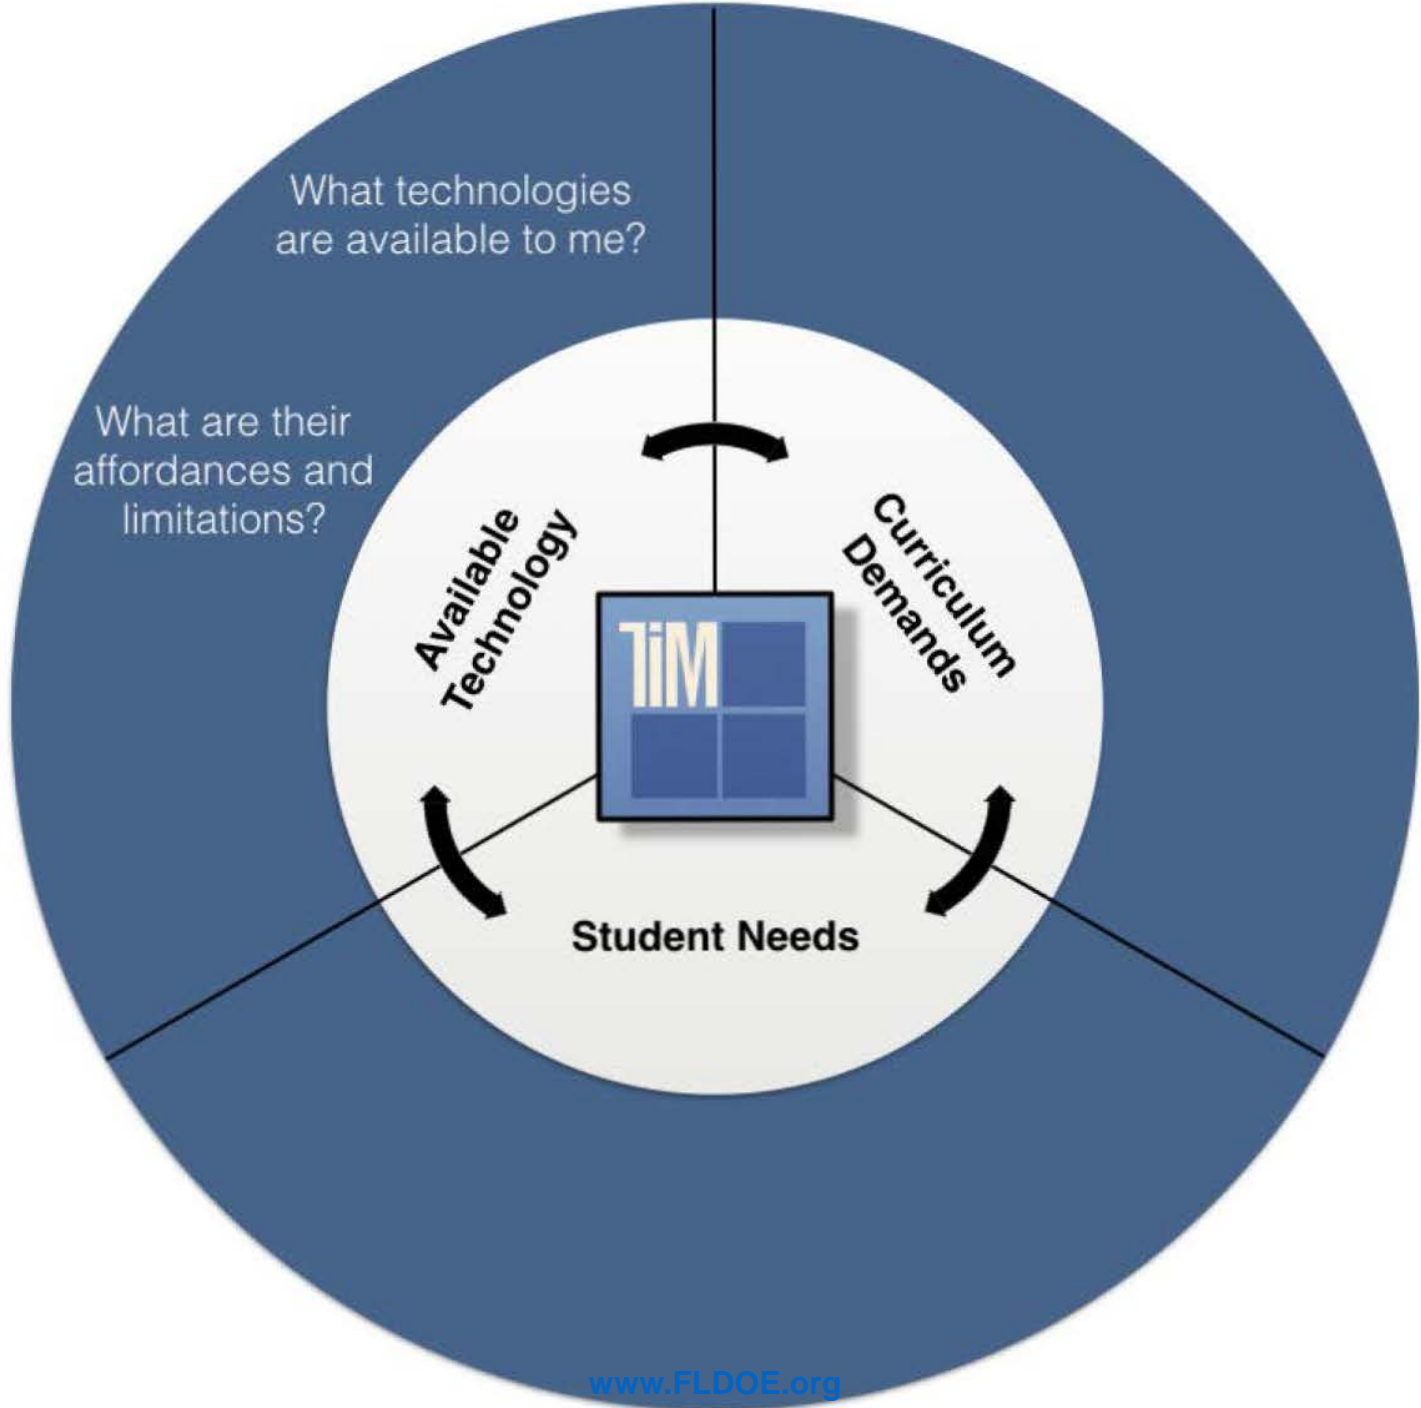 What technologies
are available to me?
What are their
affordances and
limitations?
Available
Technology
Curriculum
Demands
TiM
Student Needs
www.FLDOE.org